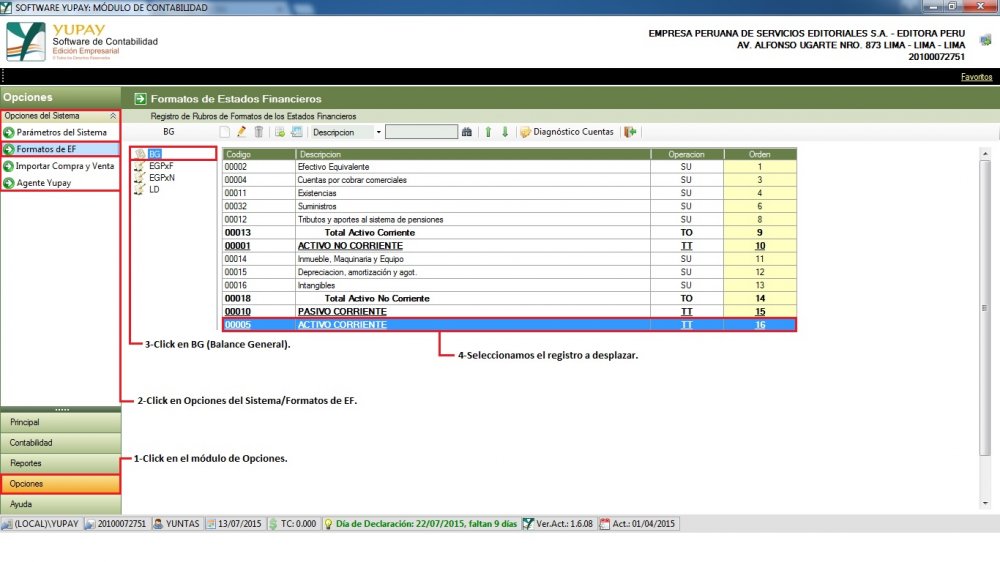 SOFTWARE YUPAY: MÓDULO DE CONTABILIDAD
YUPAY
Software de Contabilidad
Edición Empresarial
EMPRESA PERUANA DE SERVICIOS EDITORIALES S.A. - EDITORA PERU
AV. ALFONSO UGARTE NRO. 873 LIMA - LIMA - LIMA
20100072751
Favoritos
Opciones
Formatos de Estados Financieros
Opciones del Sistema
Registro de Rubros de Formatos de los Estados Financieros
Parámetros del Sistema
BG Descripcion Diagnóstico Cuentas
Formatos de EF
Importar Compra y Venta
Agente Yupay
BG
EGPxF
EGPxN
LD
Codigo Descripcion Operacion Orden
00002 Efectivo Equivalente SU 1
00004 Cuentas por cobrar comerciales SU 3
00011 Existencias SU 4
00032 Suministros SU 6
00012 Tributos y aportes al sistema de pensiones SU 8
00013 Total Activo Corriente TO 9
00001 ACTIVO NO CORRIENTE TT 10
00014 Inmueble, Maquinaria y Equipo SU 11
00015 Depreciacion, amortización y agot. SU 12
00016 Intangibles SU 13
00018 Total Activo No Corriente TO 14
00010 PASIVO CORRIENTE TT 15
00005 ACTIVO CORRIENTE TT 16
3-Click en BG (Balance General).
4-Seleccionamos el registro a desplazar.
2-Click en Opciones del Sistema/Formatos de EF.
Principal
Contabilidad
Reportes
1-Click en el módulo de Opciones.
Opciones
Ayuda
(LOCAL)\YUPAY 20100072751 YUNTAS 13/07/2015 TC: 0.000 Día de Declaración: 22/07/2015, faltan 9 días Ver.Act.: 1.6.08 Act.: 01/04/2015